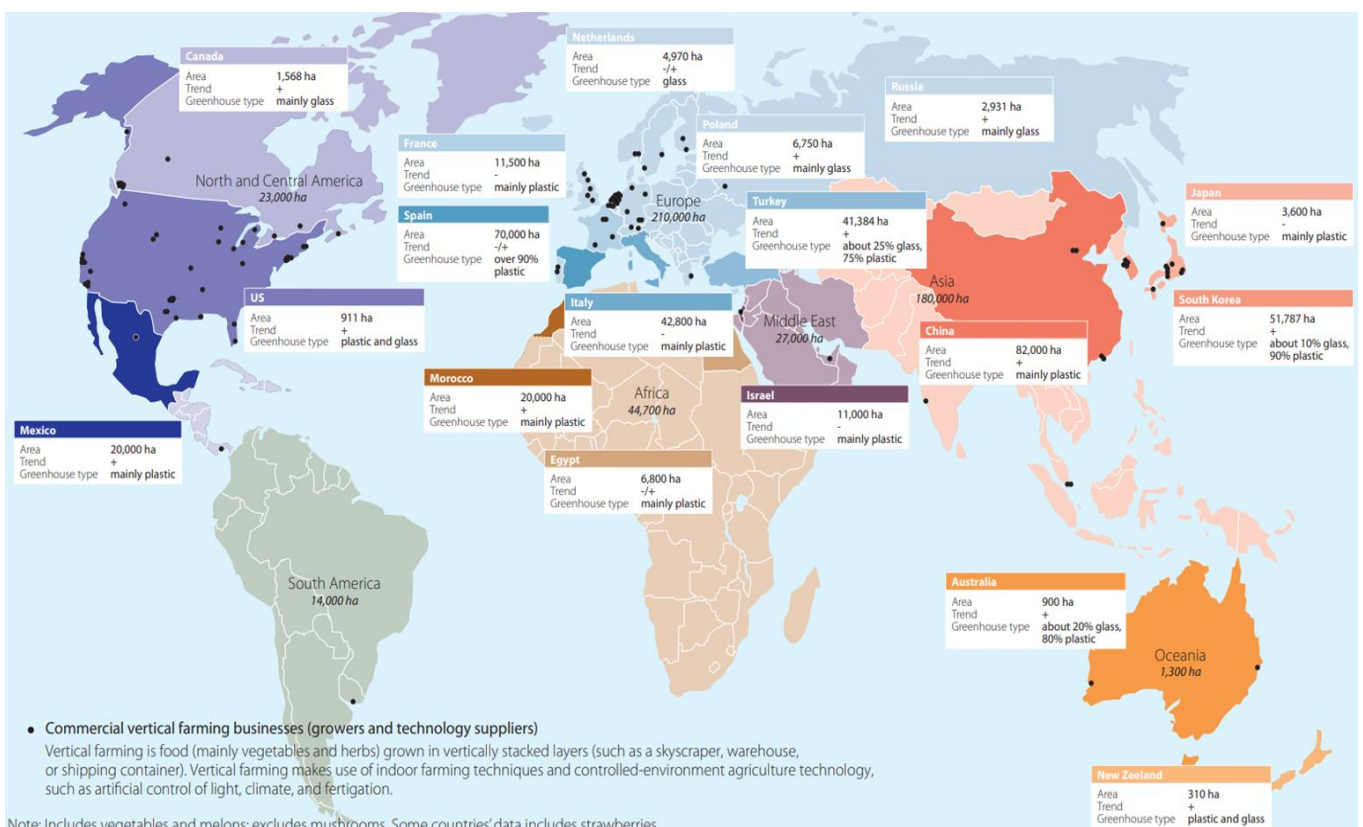 Canada
Area 1,568 ha
Trend +
Greenhouse type mainly glass
Netherlands
Area 4,970 ha
Trend -/+
Greenhouse type glass
Russia
Area 2,931 ha
Trend +
Greenhouse type mainly glass
Poland
Area 6,750 ha
Trend +
Greenhouse type mainly glass
France
Area 11,500 ha
Trend -
Greenhouse type mainly plastic
North and Central America
23,000 ha
Europe
210,000 ha
Spain
Area 70,000 ha
Trend -/+
Greenhouse type over 90%
plastic
Turkey
Area 41,384 ha
Trend +
Greenhouse type about 25% glass,
75% plastic
Japan
Area 3,600 ha
Trend -
Greenhouse type mainly plastic
Asia
180,000 ha
US
Area 911 ha
Trend +
Greenhouse type plastic and glass
Italy
Area 42,800 ha
Trend -
Greenhouse type mainly plastic
Middle East
27,000 ha
China
Area 82,000 ha
Trend +
Greenhouse type mainly plastic
South Korea
Area 51,787 ha
Trend +
Greenhouse type about 10% glass,
90% plastic
Morocco
Area 20,000 ha
Trend +
Greenhouse type mainly plastic
Africa
44,700 ha
Israel
Area 11,000 ha
Trend -
Greenhouse type mainly plastic
Mexico
Area 20,000 ha
Trend +
Greenhouse type mainly plastic
Egypt
Area 6,800 ha
Trend -/+
Greenhouse type mainly plastic
South America
14,000 ha
Australia
Area 900 ha
Trend +
Greenhouse type about 20% glass,
80% plastic
Oceania
1,300 ha
New Zeeland
Area 310 ha
Trend +
Greenhouse type plastic and glass
• Commercial vertical farming businesses (growers and technology suppliers)
Vertical farming is food (mainly vegetables and herbs) grown in vertically stacked layers (such as a skyscraper, warehouse,
or shipping container). Vertical farming makes use of indoor farming techniques and controlled-environment agriculture technology,
such as artificial control of light, climate, and fertigation.
Note: Includes vegetables and melons; excludes mushrooms. Some countries' data includes strawberries